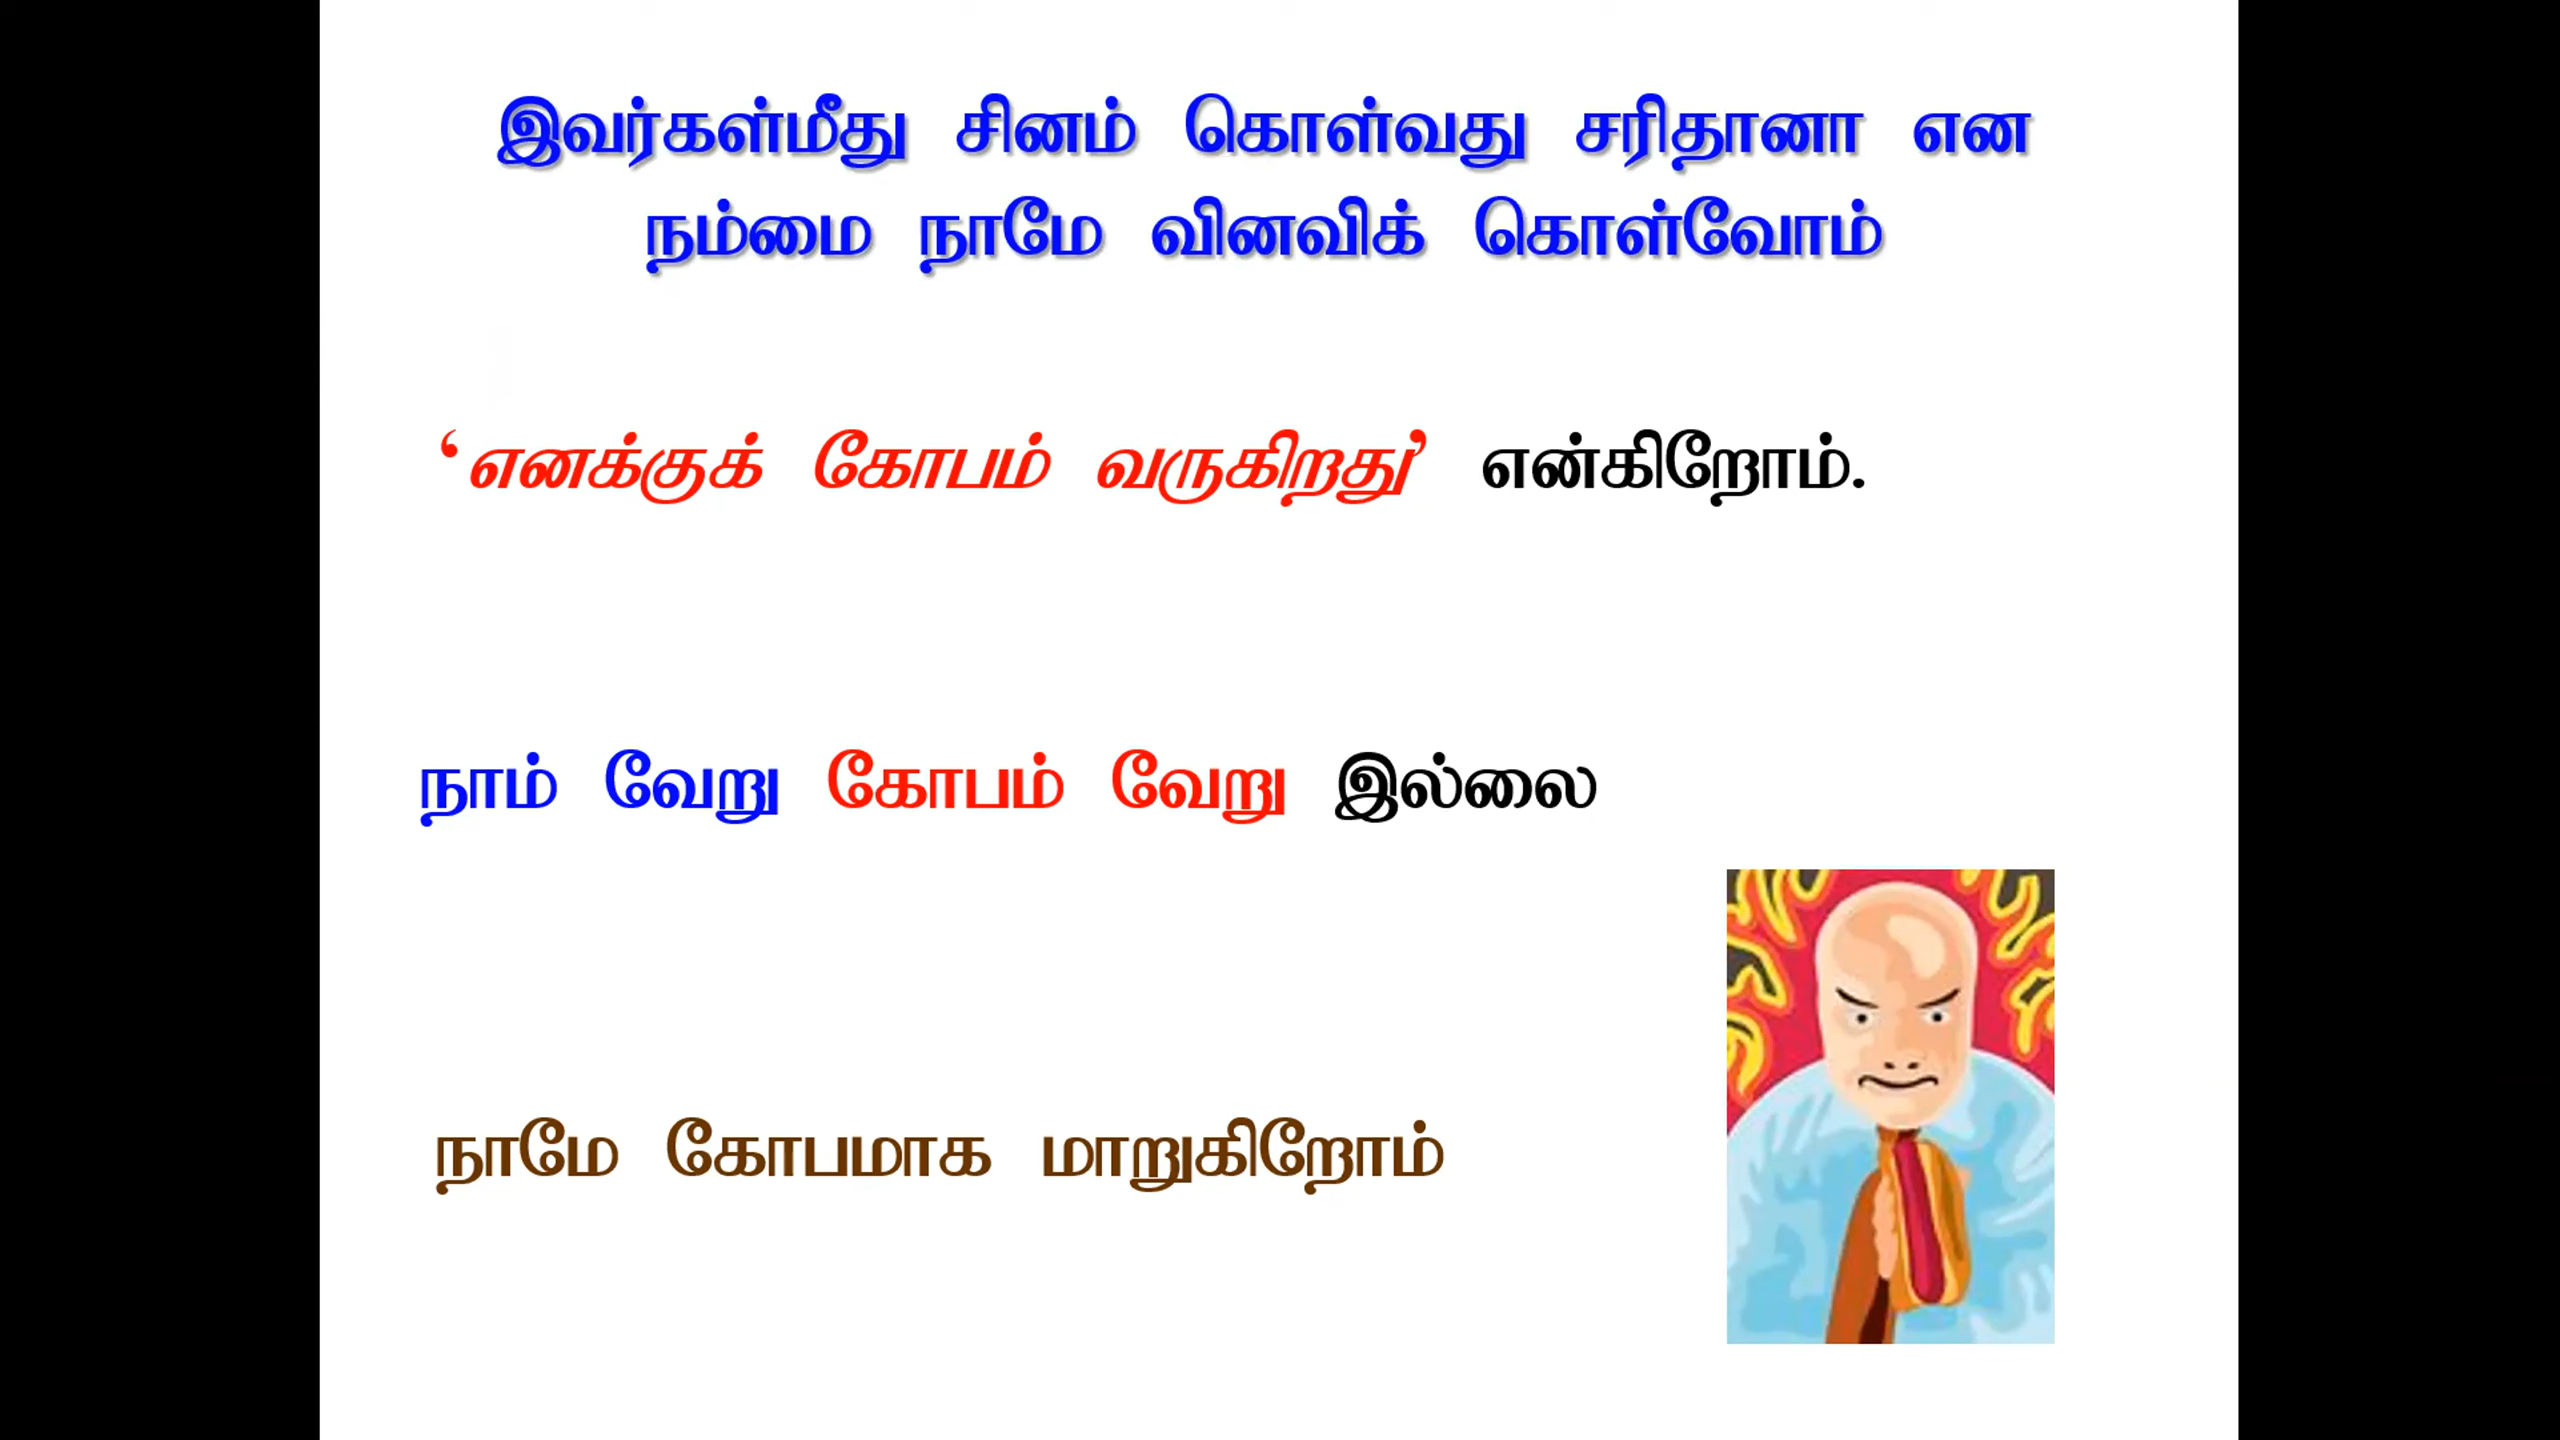 இவர்கள்மீது சினம் கொள்வது சரிதானா என
நம்மை நாமே வினவிக் கொள்வோம்
‘எனக்குக் கோபம் வருகிறது’ என்கிறோம்.
நாம் வேறு கோபம் வேறு இல்லை
நாமே கோபமாக மாறுகிறோம்